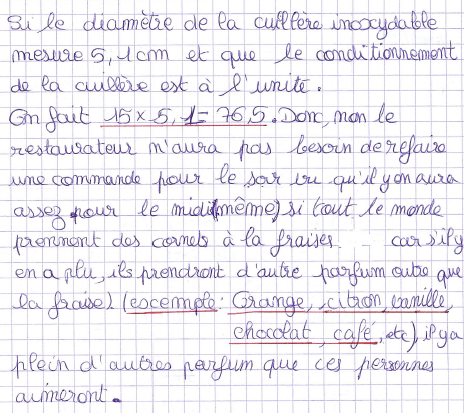 Si le diamètre de la cuillère inoxydable
mesure 5,1cm et que le conditionnement
de la cuillère est à l'unité.
On fait 15 x 5,1 = 76,5. Donc, non le
restaurateur n'aura pas besoin de refaire
une commande pour le soir vu qu'il y en aura
assez pour le midi (même) si tout le monde
prennent des cornets à la fraises car s'il y
en a plu, ils prendront d'autre parfum outre que
la fraise) (escemple: Orange, citron, vanille,
chocolat, café, etc), il y a
plein d'autres parfum que ces personnes
aimeront.